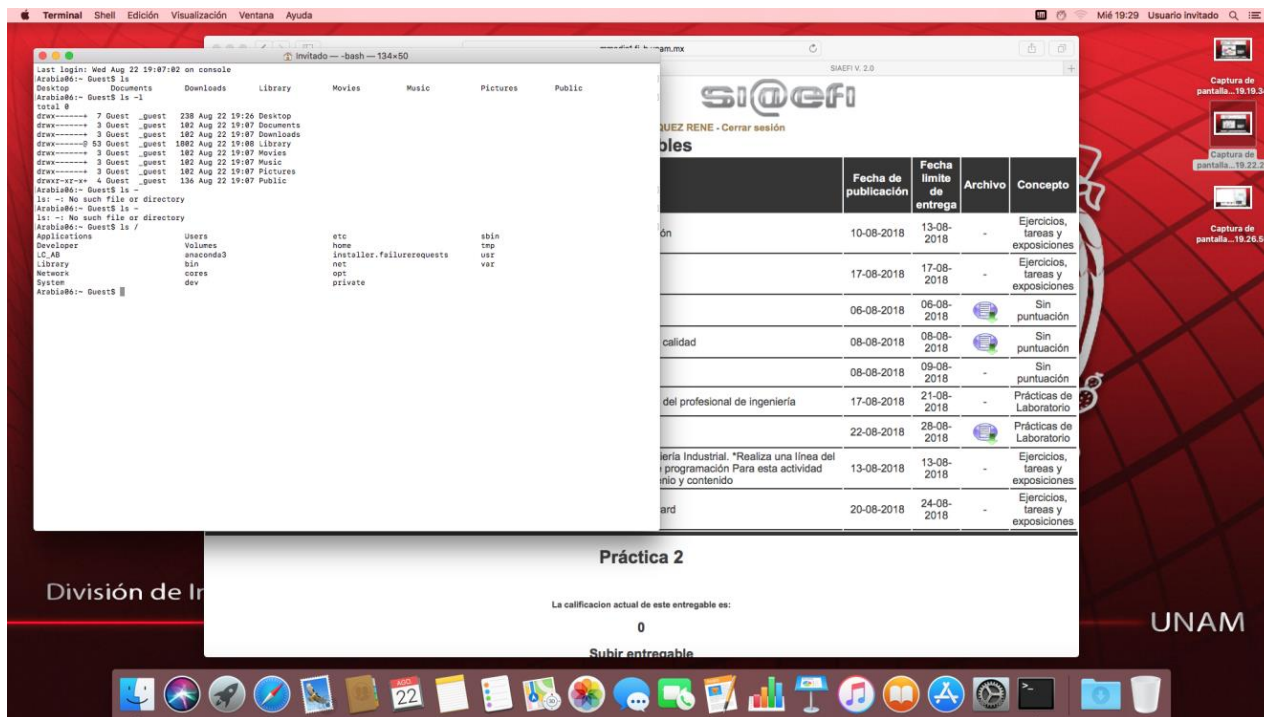 Terminal Shell Edición Visualización Ventana Ayuda
Mié 19:29 Usuario invitado
invitado — -bash — 134×50
Last login: Wed Aug 22 19:07:02 on console
Arabia06:~ Guest$ ls
Desktop Documents Downloads Library Movies Music Pictures Public
Arabia06:~ Guest$ ls -l
total 0
drwx------+ 7 Guest _guest 238 Aug 22 19:26 Desktop
drwx------+ 3 Guest _guest 102 Aug 22 19:07 Documents
drwx------+ 3 Guest _guest 102 Aug 22 19:07 Downloads
drwx------@ 53 Guest _guest 1802 Aug 22 19:08 Library
drwx------+ 3 Guest _guest 102 Aug 22 19:07 Movies
drwx------+ 3 Guest _guest 102 Aug 22 19:07 Music
drwx------+ 3 Guest _guest 102 Aug 22 19:07 Pictures
drwxr-xr-x+ 4 Guest _guest 136 Aug 22 19:07 Public
Arabia06:~ Guest$ ls -
ls: -: No such file or directory
Arabia06:~ Guest$ ls -
ls: -: No such file or directory
Arabia06:~ Guest$ ls /
Applications Users etc sbin
Developer Volumes home tmp
LC_AB anaconda3 installer.failurerequests usr
Library bin net var
Network cores opt
System dev private
Arabia06:~ Guest$
unam.mx
SIAEFI V. 2.0
si@efi
QUEZ RENE - Cerrar sesión
bles
Fecha de publicación
Fecha limite de entrega
Archivo
Concepto
ón 10-08-2018 13-08-2018 - Ejercicios, tareas y exposiciones
17-08-2018 17-08-2018 - Ejercicios, tareas y exposiciones
06-08-2018 06-08-2018 Sin puntuación
calidad 08-08-2018 08-08-2018 Sin puntuación
08-08-2018 09-08-2018 - Sin puntuación
del profesional de ingeniería 17-08-2018 21-08-2018 - Prácticas de Laboratorio
22-08-2018 28-08-2018 Prácticas de Laboratorio
iería Industrial. *Realiza una línea del
programación Para esta actividad
enio y contenido
13-08-2018 13-08-2018 - Ejercicios, tareas y exposiciones
ard 20-08-2018 24-08-2018 - Ejercicios, tareas y exposiciones
Práctica 2
La calificacion actual de este entregable es:
0
Subir entregable
Captura de
pantalla...19.19.3
Captura de
pantalla...19.22.2
Captura de
pantalla...19.26.5
División de In
UNAM
AGO
22